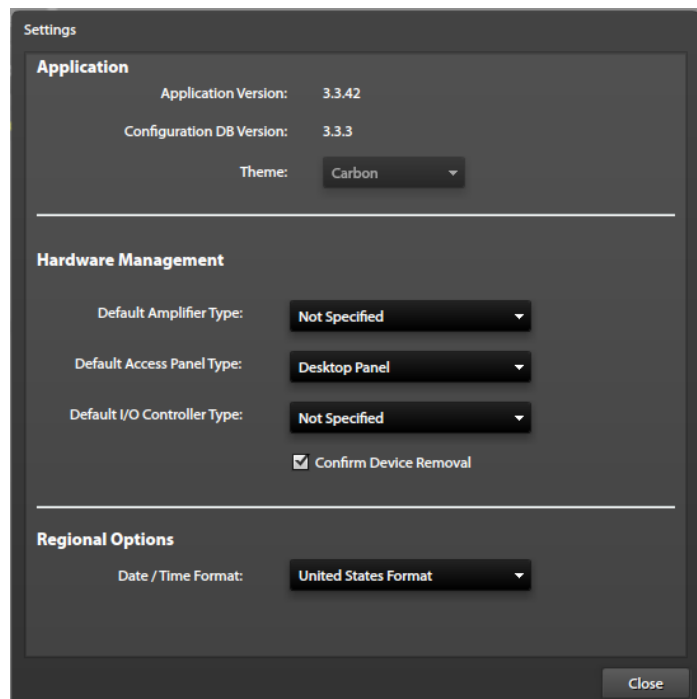 Settings
Application
Application Version: 3.3.42
Configuration DB Version: 3.3.3
Theme: Carbon
Hardware Management
Default Amplifier Type: Not Specified
Default Access Panel Type: Desktop Panel
Default I/O Controller Type: Not Specified
Confirm Device Removal
Regional Options
Date / Time Format: United States Format
Close